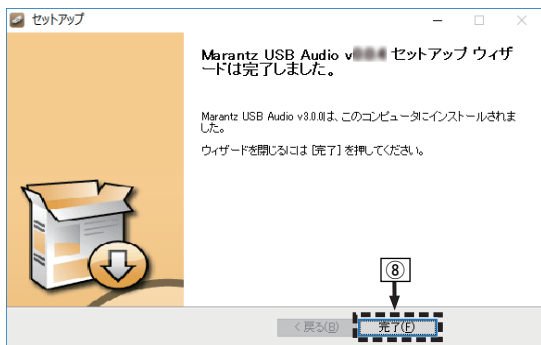 セットアップ
Marantz USB Audio v セットアップ ウィザ
ードは完了しました。
Marantz USB Audio v3.0.0は、このコンピュータにインストールされま
した。
ウィザードを閉じるには [完了] を押してください。
⑧
< 戻る(B)
完了(F)